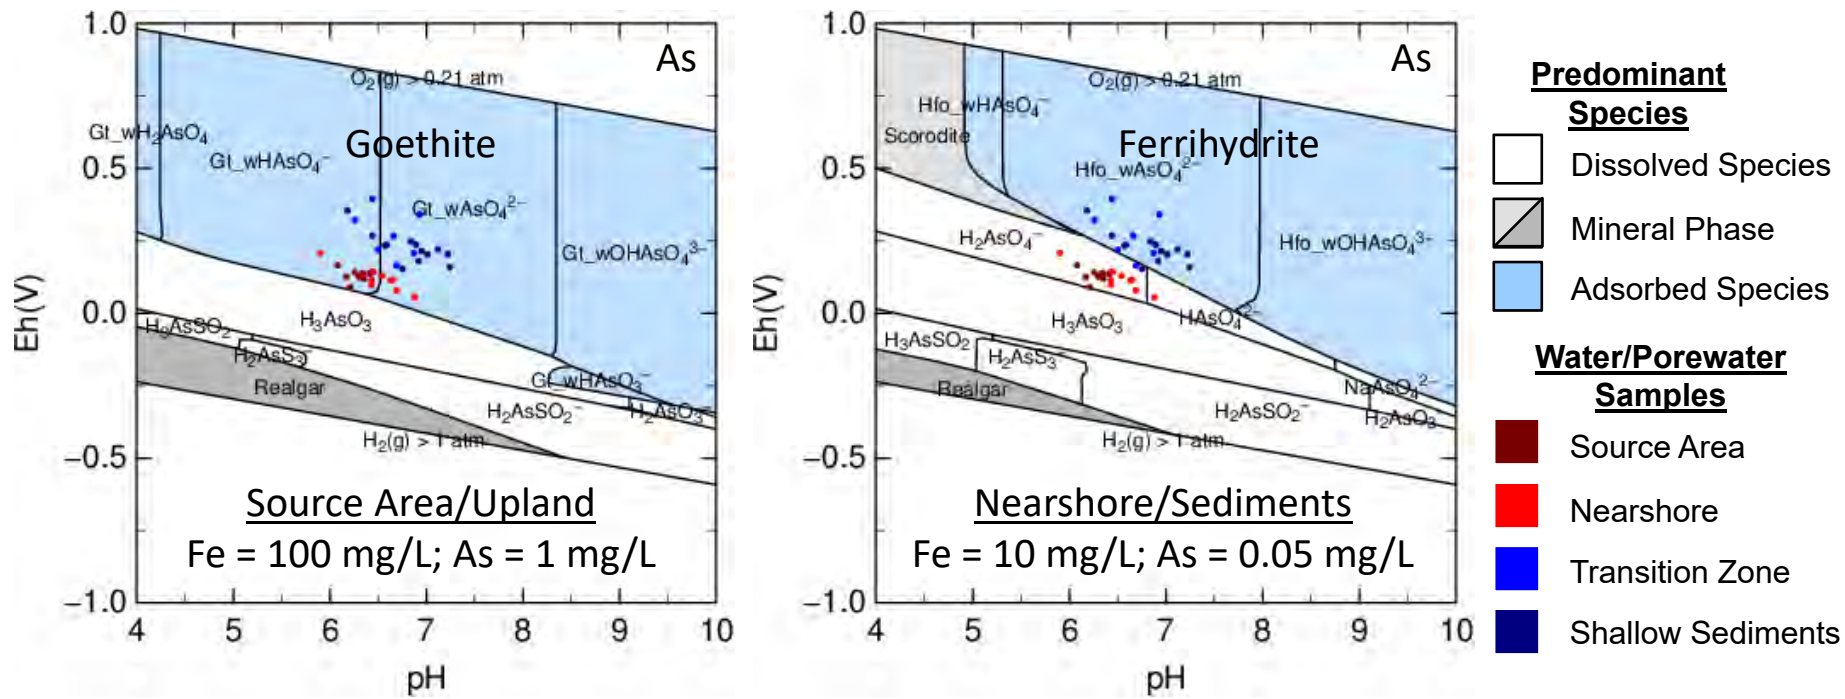 As
O₂(g) > 0.21 atm
Goethite
Gt_wH₂AsO₄
Gt_wHAsO₄⁻
Gt_wAsO₄²⁻
Gt_wOHAsO₄³⁻
H₃AsO₃
H₃AsSO₂
H₂AsS₃⁻
Realgar
Gt_wHAsO₃⁻
H₂AsSO₂⁻
H₂AsO₃⁻
H₂(g) > 1 atm
Source Area/Upland
Fe = 100 mg/L; As = 1 mg/L
Eh(V)
1.0
0.5
0.0
−0.5
−1.0
4 5 6 7 8 9 10
pH
As
O₂(g) > 0.21 atm
Hfo_wHAsO₄⁻
Scorodite
Ferrihydrite
Hfo_wAsO₄²⁻
Hfo_wOHAsO₄³⁻
H₂AsO₄⁻
H₃AsO₃
HAsO₄²⁻
H₃AsSO₂
H₂AsS₃⁻
Realgar
NaAsO₄²⁻
H₂AsSO₂⁻
H₂AsO₃
H₂(g) > 1 atm
Nearshore/Sediments
Fe = 10 mg/L; As = 0.05 mg/L
Eh(V)
1.0
0.5
0.0
−0.5
−1.0
4 5 6 7 8 9 10
pH
Predominant
Species
Dissolved Species
Mineral Phase
Adsorbed Species
Water/Porewater
Samples
Source Area
Nearshore
Transition Zone
Shallow Sediments